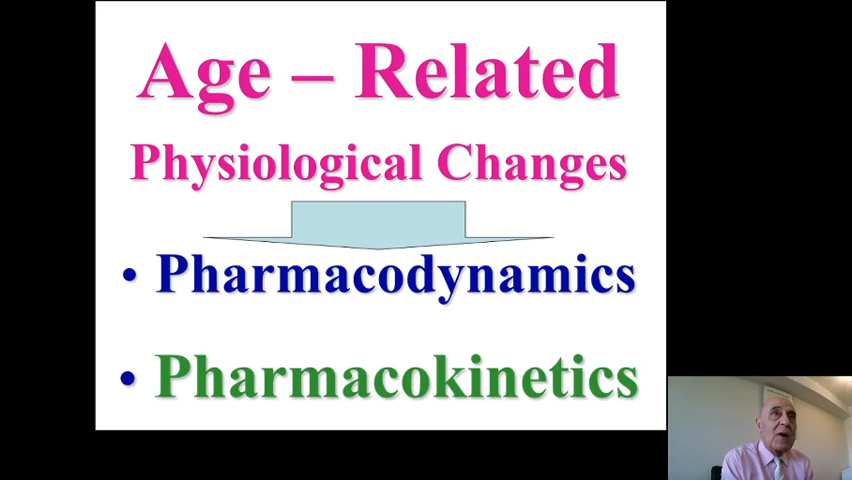 Age – Related
Physiological Changes
• Pharmacodynamics
• Pharmacokinetics